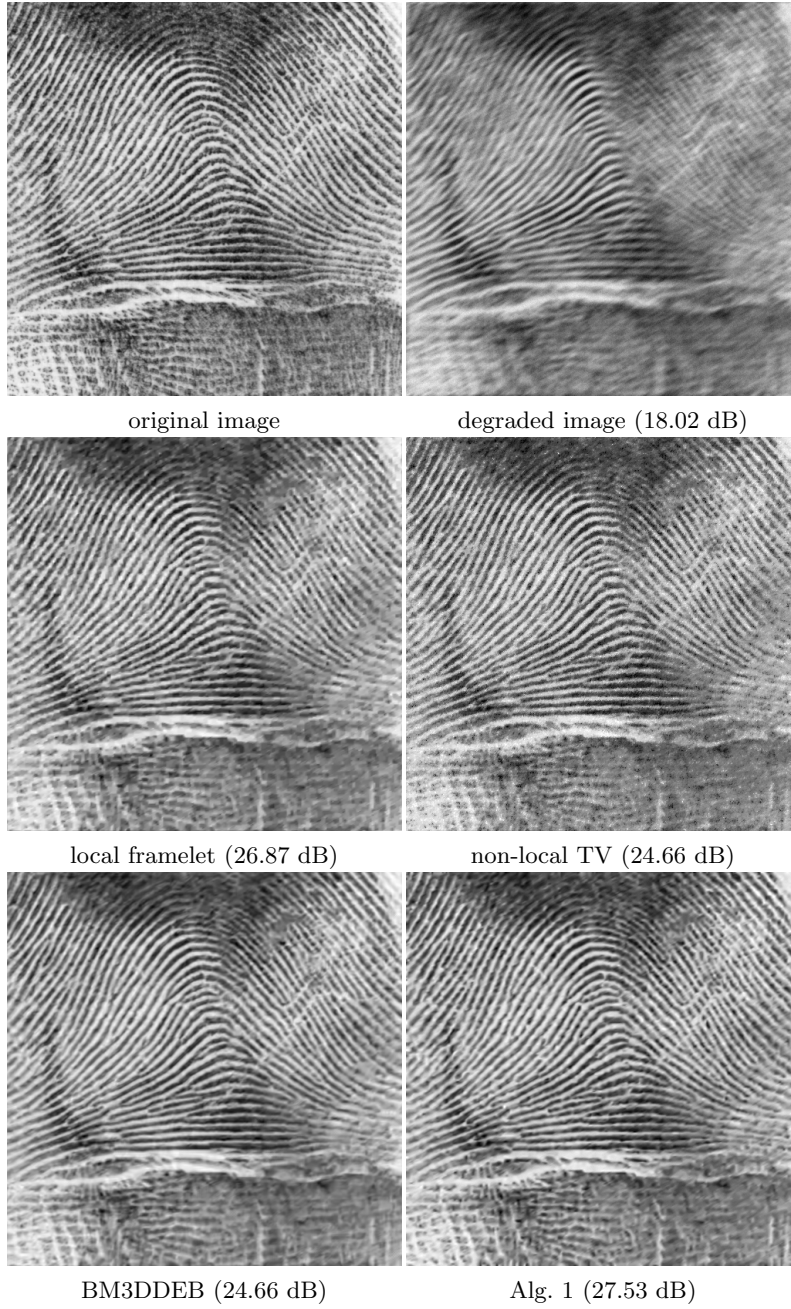 original image
degraded image (18.02 dB)
local framelet (26.87 dB)
non-local TV (24.66 dB)
BM3DDEB (24.66 dB)
Alg. 1 (27.53 dB)